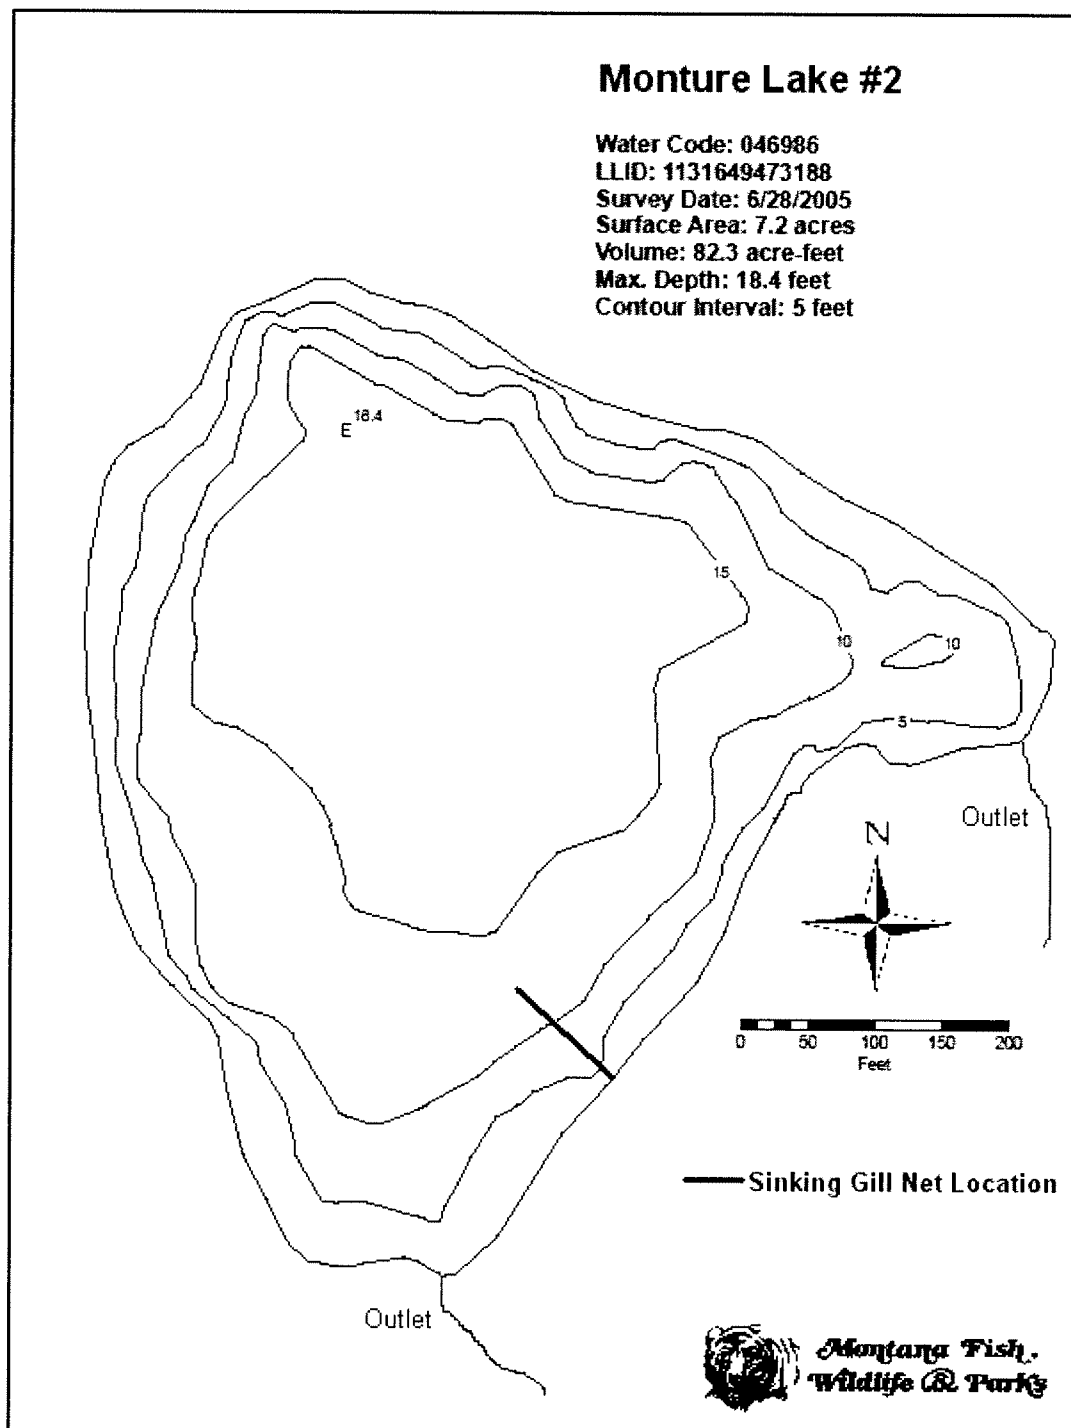 Monture Lake #2
Water Code: 046986
LLID: 1131649473188
Survey Date: 6/28/2005
Surface Area: 7.2 acres
Volume: 82.3 acre-feet
Max. Depth: 18.4 feet
Contour Interval: 5 feet
18.4
E
15
10
10
5
Outlet
N
0 50 100 150 200
Feet
Sinking Gill Net Location
Outlet
Montana Fish,
Wildlife & Parks